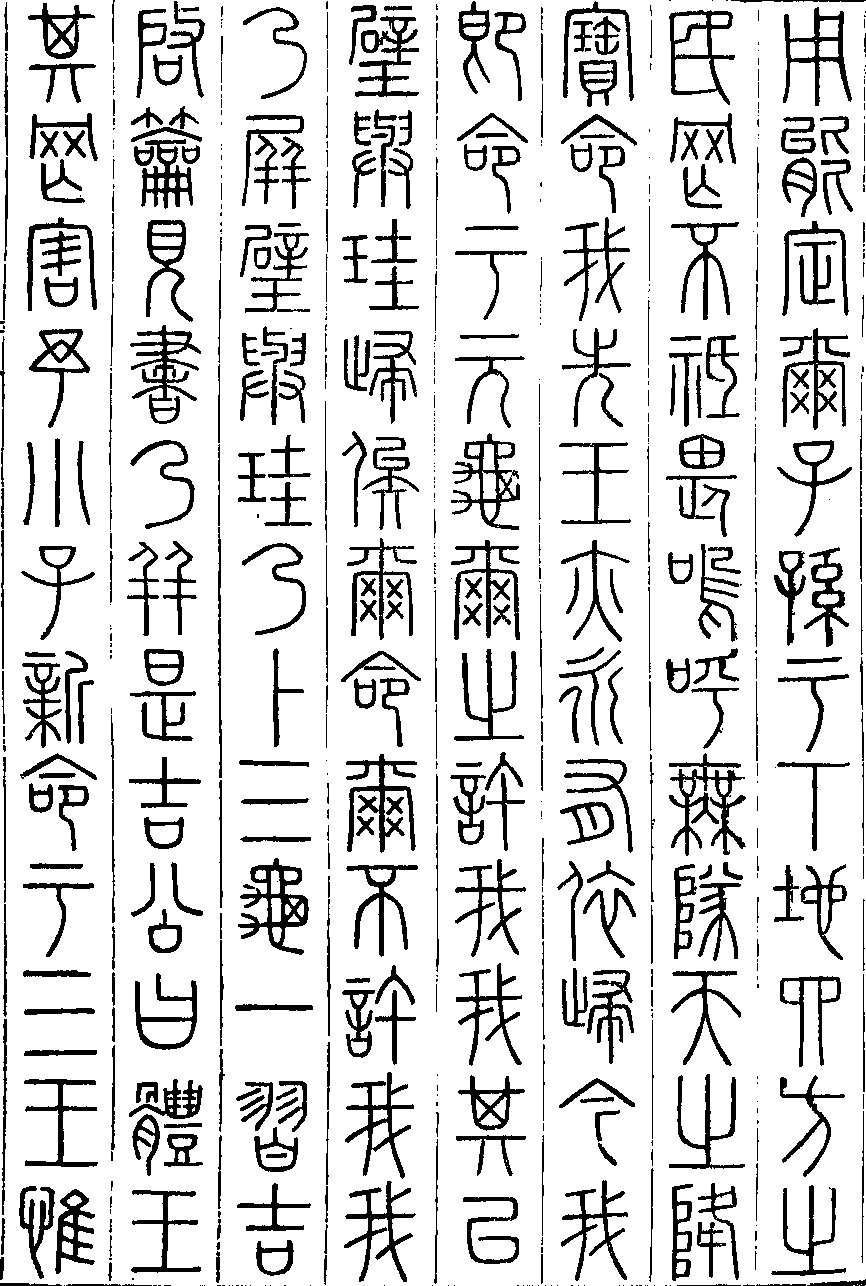 用能定爾子孫于下地四方之
民罔不祗畏嗚呼無隊天之降
寶命我先王亦永有依歸今我
即命于元龜爾之許我我其以
璧與珪歸俟爾命爾不許我我
乃屏璧與珪乃卜三龜一習吉
启籥見書乃并是吉公曰體王
其罔害予小子新命于三王惟